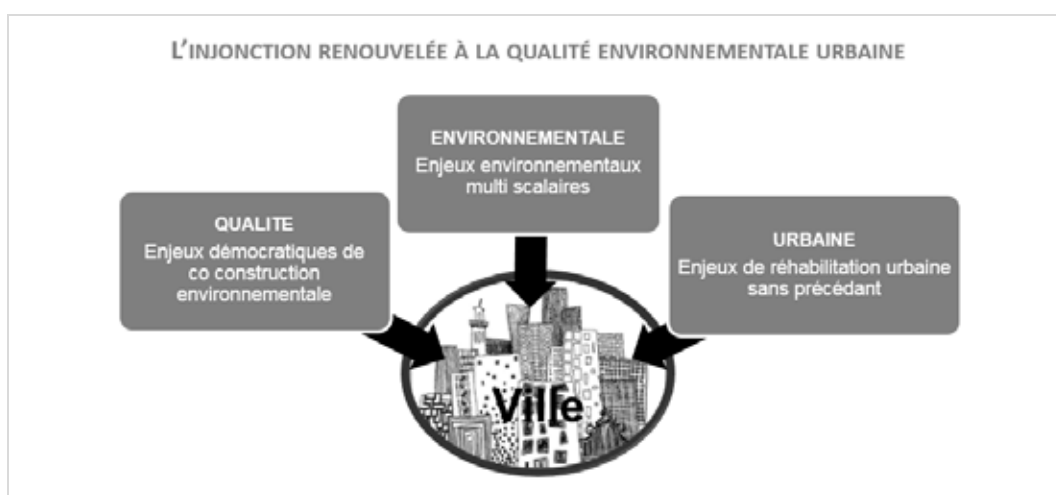 L'INJONCTION RENOUVELÉE À LA QUALITÉ ENVIRONNEMENTALE URBAINE
ENVIRONNEMENTALE
Enjeux environnementaux
multi scalaires
QUALITE
Enjeux démocratiques de
co construction
environnementale
URBAINE
Enjeux de réhabilitation urbaine
sans précédant
Ville